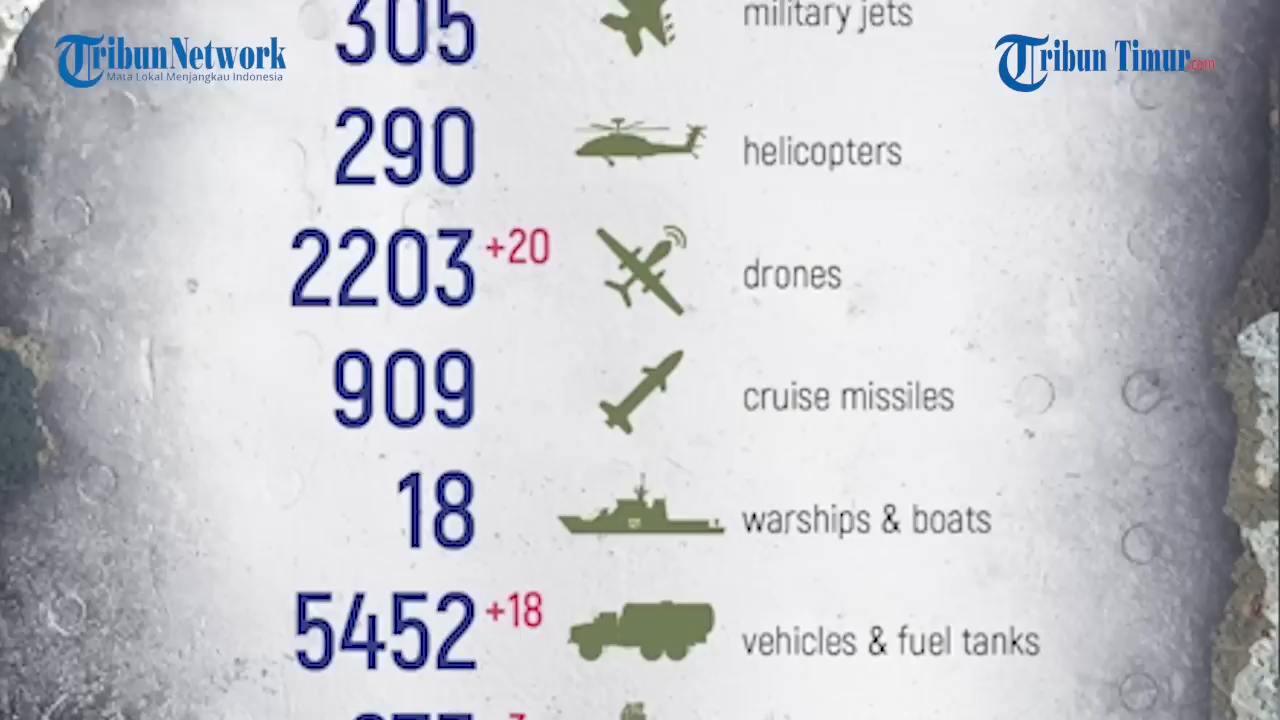 305 military jets
TribunNetwork
Mata Lokal Menjangkau Indonesia
Tribun Timur.com
290 helicopters
2203 +20 drones
909 cruise missiles
18 warships & boats
5452 +18 vehicles & fuel tanks